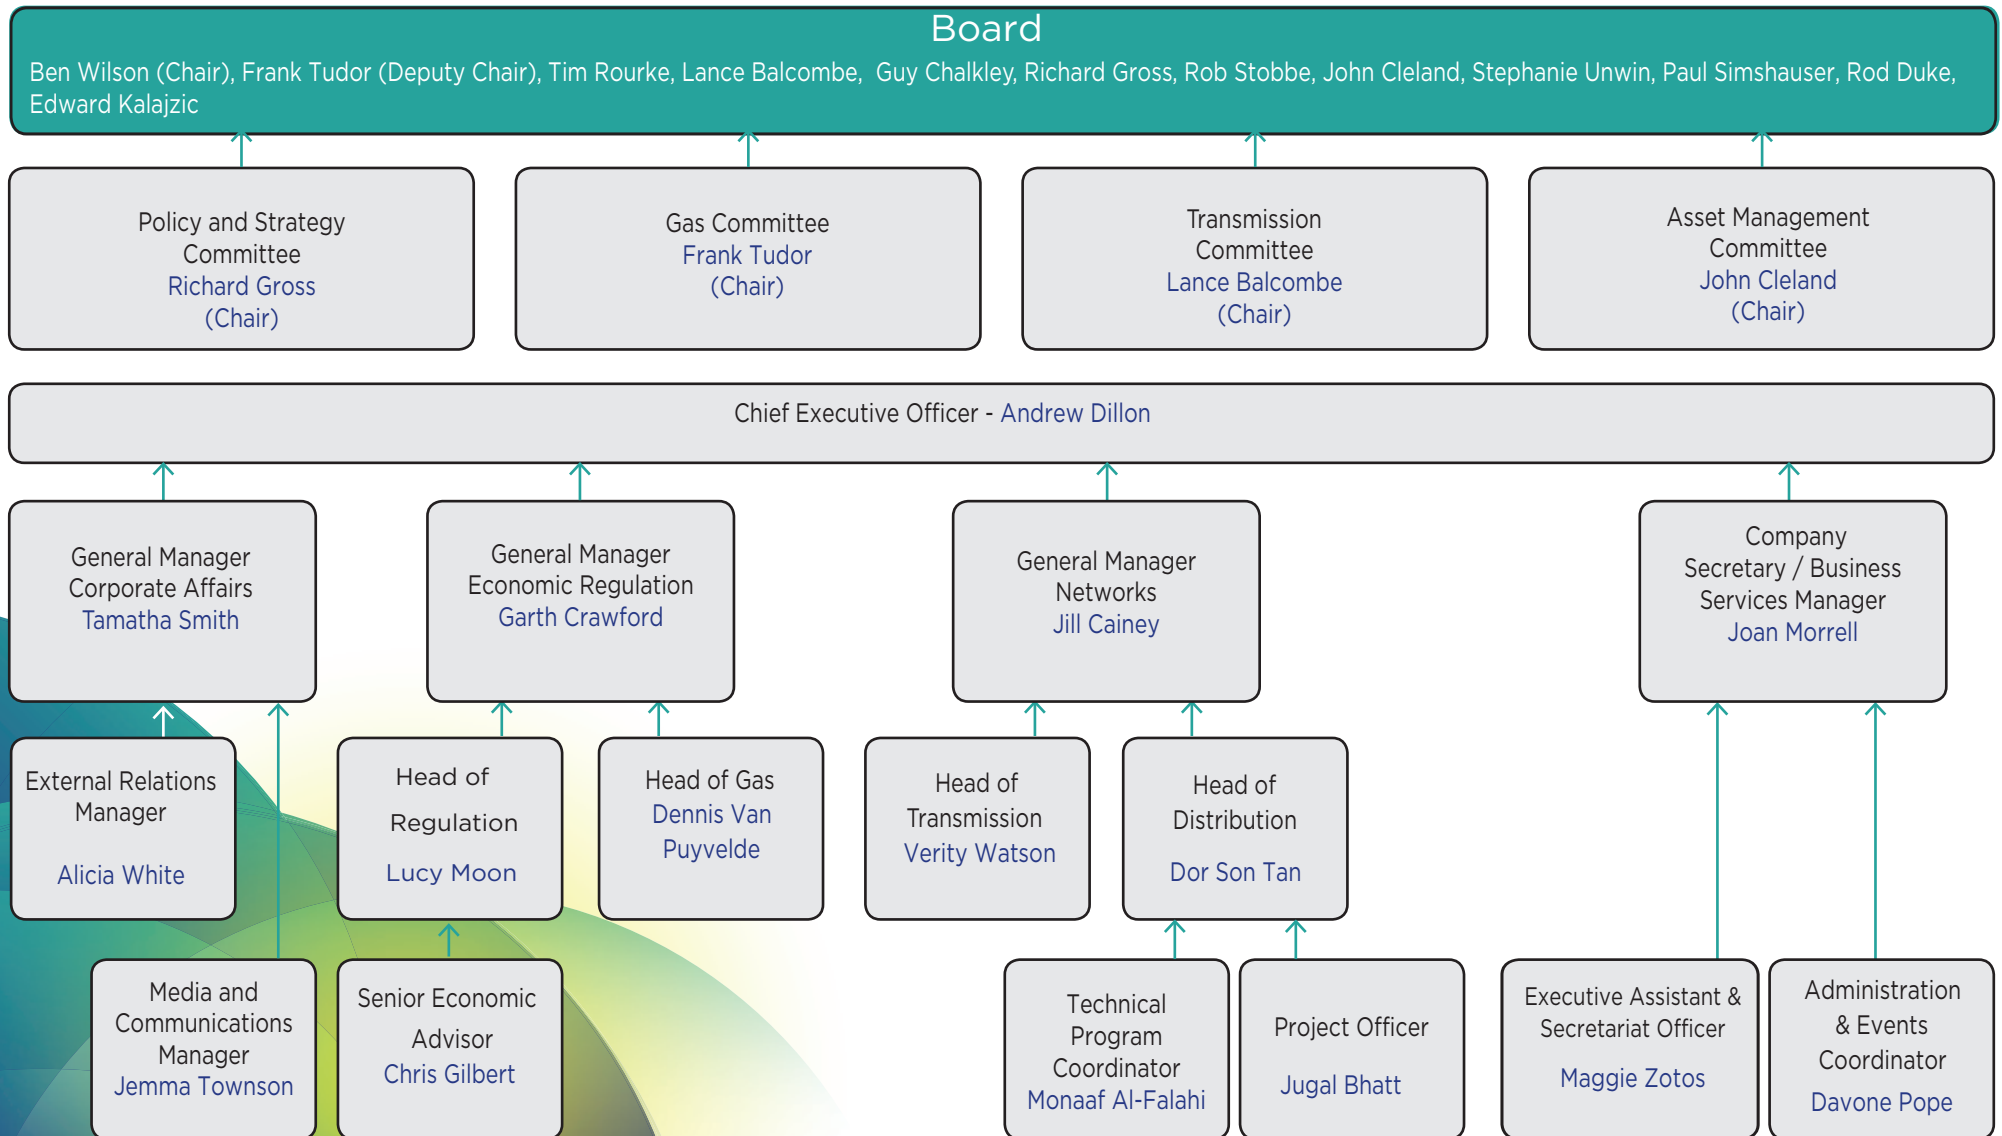 Board
Ben Wilson (Chair), Frank Tudor (Deputy Chair), Tim Rourke, Lance Balcombe, Guy Chalkley, Richard Gross, Rob Stobbe, John Cleland, Stephanie Unwin, Paul Simshauser, Rod Duke,
Edward Kalajzic
Policy and Strategy
Committee
Richard Gross
(Chair)
Gas Committee
Frank Tudor
(Chair)
Transmission
Committee
Lance Balcombe
(Chair)
Asset Management
Committee
John Cleland
(Chair)
Chief Executive Officer - Andrew Dillon
General Manager
Corporate Affairs
Tamatha Smith
General Manager
Economic Regulation
Garth Crawford
General Manager
Networks
Jill Cainey
Company
Secretary / Business
Services Manager
Joan Morrell
External Relations
Manager
Alicia White
Head of
Regulation
Lucy Moon
Head of Gas
Dennis Van
Puyvelde
Head of
Transmission
Verity Watson
Head of
Distribution
Dor Son Tan
Media and
Communications
Manager
Jemma Townson
Senior Economic
Advisor
Chris Gilbert
Technical
Program
Coordinator
Monaaf Al-Falahi
Project Officer
Jugal Bhatt
Executive Assistant &
Secretariat Officer
Maggie Zotos
Administration
& Events
Coordinator
Davone Pope